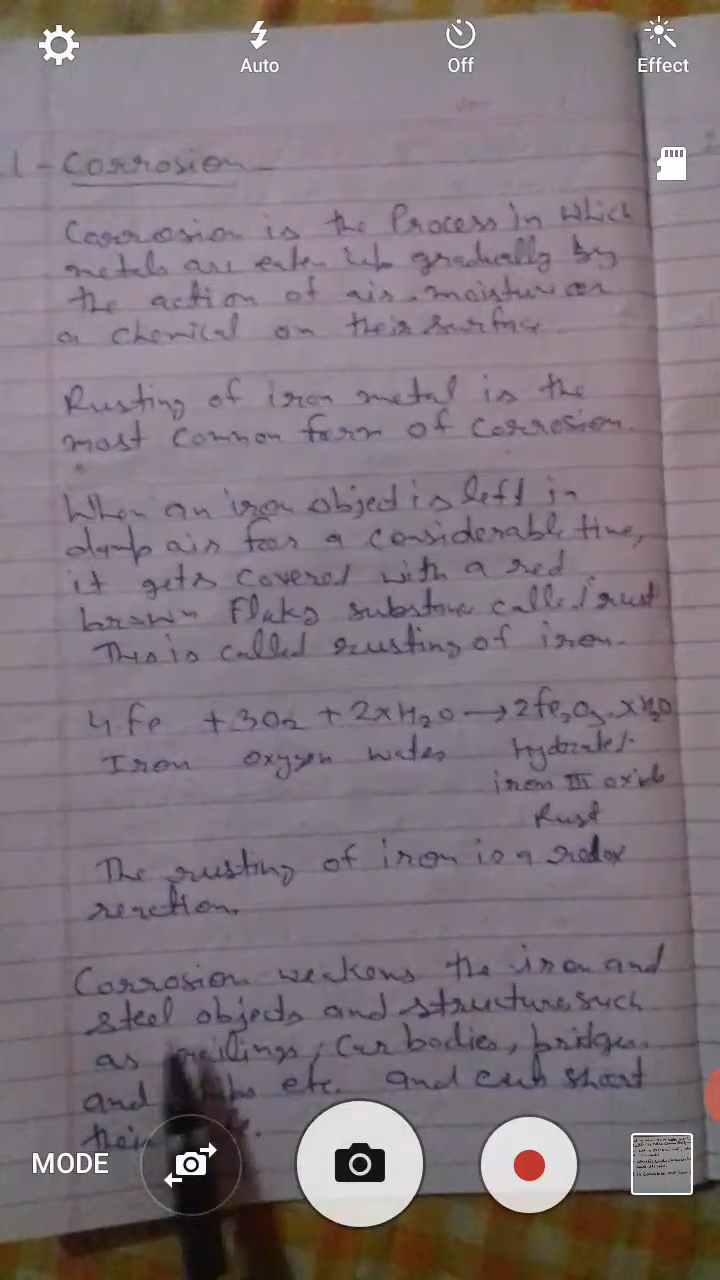 Auto
Off
Effect
1 - Corrosion
Corrosion is the Process in which
metals are eaten up gradually by
the action of air, moisture or
a chemical on their surface
Rusting of iron metal is the
most common form of corrosion.
When an iron object is left in
damp air for a considerable time,
it gets covered with a red
brown Flaky substance called rust
This is called rusting of iron.
4Fe + 3O2 + 2xH2O → 2Fe2O3.xH2O
Iron oxygen water Hydrated
iron III oxide
Rust
The rusting of iron is a redox
reaction.
Corrosion weakens the iron and
steel objects and structure, such
as railings, Car bodies, bridges
and etc. and cut short
their
MODE